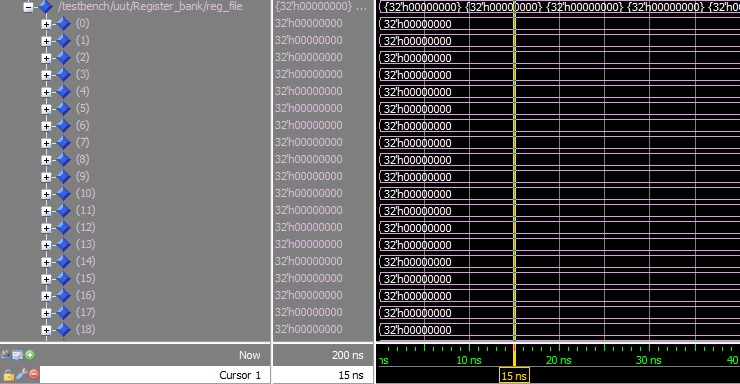 /testbench/uut/Register_bank/reg_file {32'h00000000} ... {32'h00000000} {32'h00000000} {32'h00000000} {32'h00000000} {32'h0
(0) 32'h00000000 32'h00000000
(1) 32'h00000000 32'h00000000
(2) 32'h00000000 32'h00000000
(3) 32'h00000000 32'h00000000
(4) 32'h00000000 32'h00000000
(5) 32'h00000000 32'h00000000
(6) 32'h00000000 32'h00000000
(7) 32'h00000000 32'h00000000
(8) 32'h00000000 32'h00000000
(9) 32'h00000000 32'h00000000
(10) 32'h00000000 32'h00000000
(11) 32'h00000000 32'h00000000
(12) 32'h00000000 32'h00000000
(13) 32'h00000000 32'h00000000
(14) 32'h00000000 32'h00000000
(15) 32'h00000000 32'h00000000
(16) 32'h00000000 32'h00000000
(17) 32'h00000000 32'h00000000
(18) 32'h00000000 32'h00000000
Now 200 ns ns 10 ns 20 ns 30 ns 40
Cursor 1 15 ns 15 ns